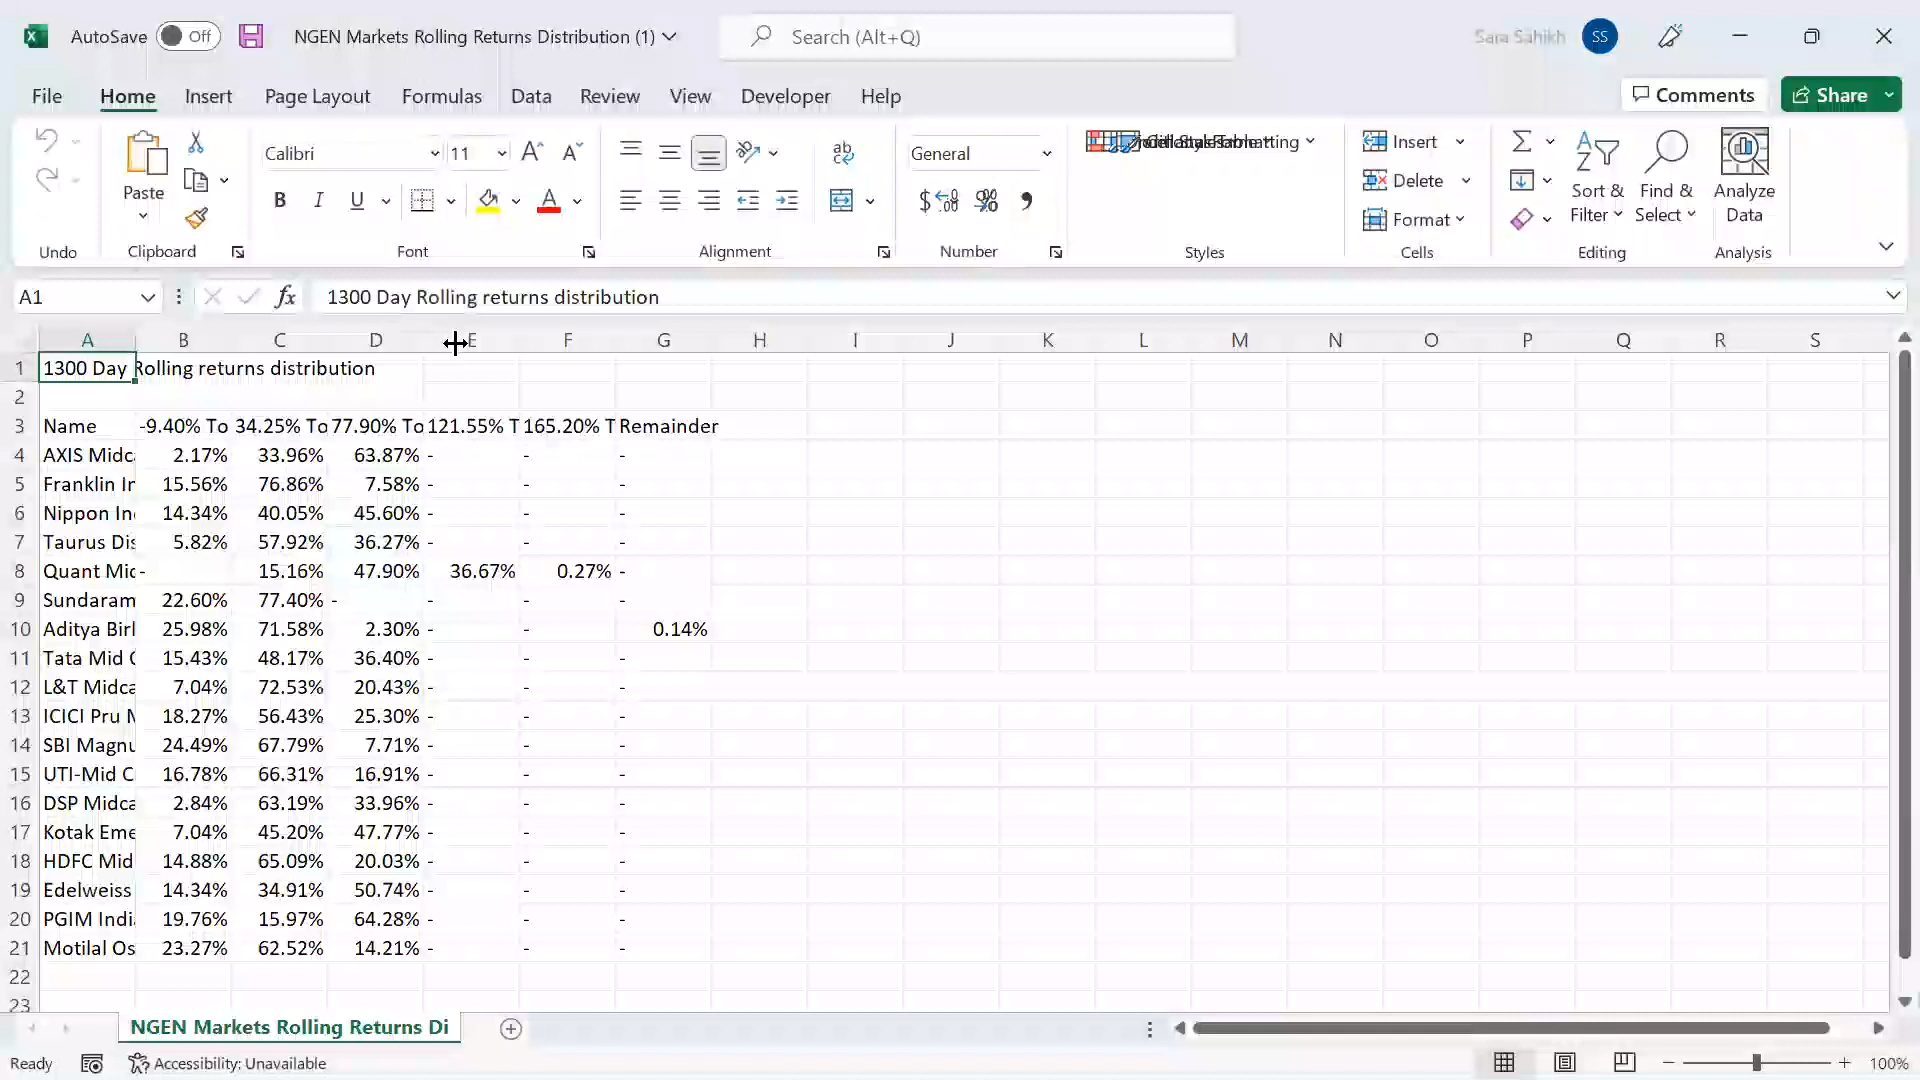 AutoSave Off NGEN Markets Rolling Returns Distribution (1) Search (Alt+Q) Sara Sahikh SS
File Home Insert Page Layout Formulas Data Review View Developer Help Comments Share
Calibri 11 General Insert
Paste Delete Sort & Filter Find & Select Analyze Data
B I U Format
Undo Clipboard Font Alignment Number Styles Cells Editing Analysis
A1 fx 1300 Day Rolling returns distribution
A B C D E F G H I J K L M N O P Q R S
1 1300 Day Rolling returns distribution
2
3 Name -9.40% To 34.25% To 77.90% To 121.55% T 165.20% T Remainder
4 AXIS Midc 2.17% 33.96% 63.87% - - -
5 Franklin In 15.56% 76.86% 7.58% - - -
6 Nippon In 14.34% 40.05% 45.60% - - -
7 Taurus Dis 5.82% 57.92% 36.27% - - -
8 Quant Mid - 15.16% 47.90% 36.67% 0.27% -
9 Sundaram 22.60% 77.40% - - - -
10 Aditya Birl 25.98% 71.58% 2.30% - - 0.14%
11 Tata Mid C 15.43% 48.17% 36.40% - - -
12 L&T Midca 7.04% 72.53% 20.43% - - -
13 ICICI Pru M 18.27% 56.43% 25.30% - - -
14 SBI Magnu 24.49% 67.79% 7.71% - - -
15 UTI-Mid C 16.78% 66.31% 16.91% - - -
16 DSP Midca 2.84% 63.19% 33.96% - - -
17 Kotak Eme 7.04% 45.20% 47.77% - - -
18 HDFC Mid 14.88% 65.09% 20.03% - - -
19 Edelweiss 14.34% 34.91% 50.74% - - -
20 PGIM Indi 19.76% 15.97% 64.28% - - -
21 Motilal Os 23.27% 62.52% 14.21% - - -
22
23
NGEN Markets Rolling Returns Di
Ready Accessibility: Unavailable 100%